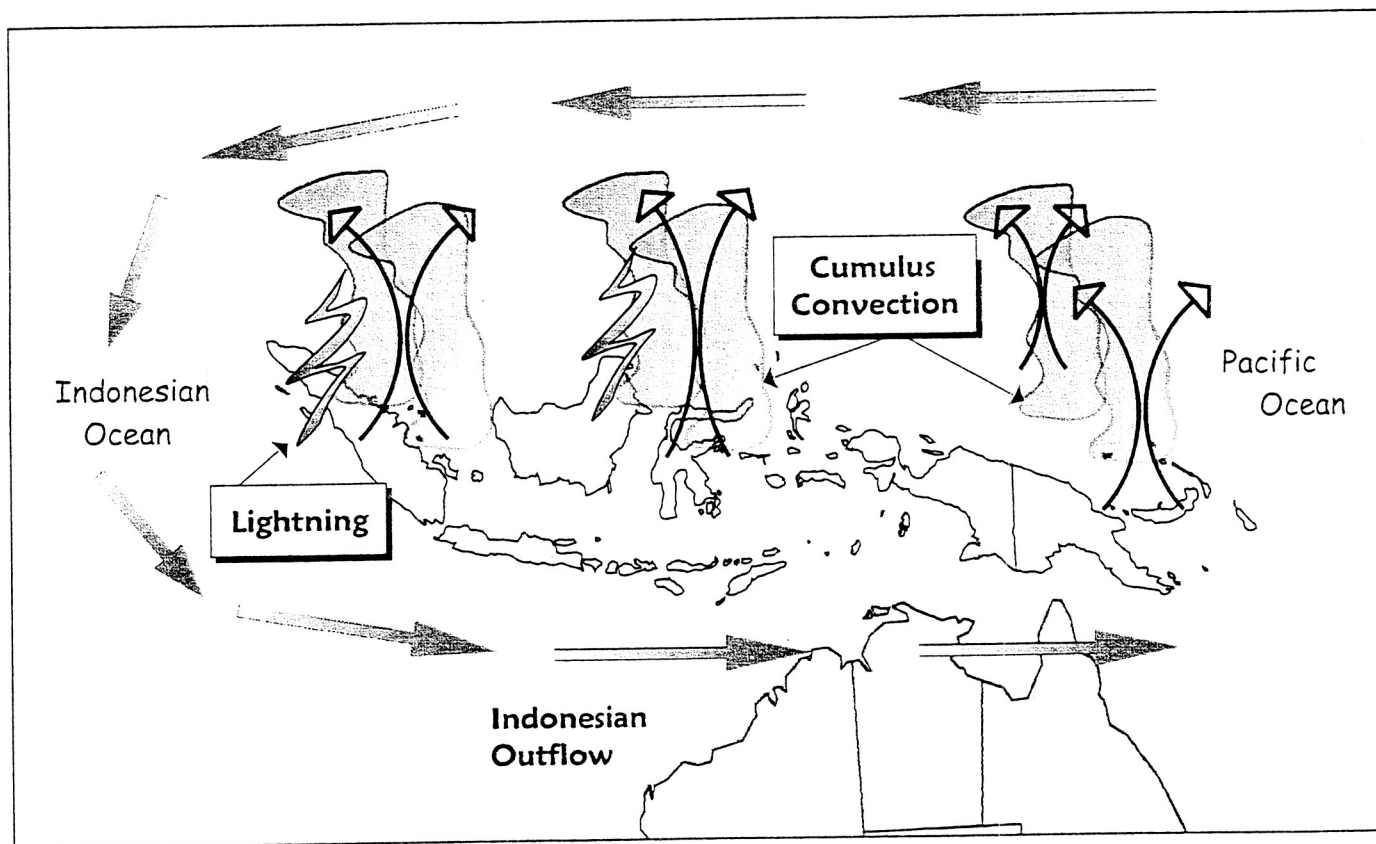 Cumulus
Convection
Pacific
Ocean
Indonesian
Ocean
Lightning
Indonesian
Outflow